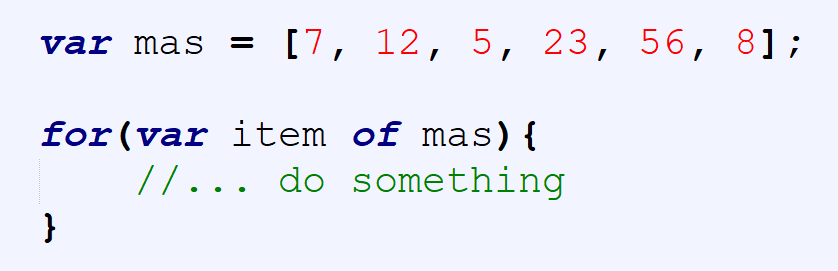 var mas = [7, 12, 5, 23, 56, 8];
for(var item of mas){
//... do something
}